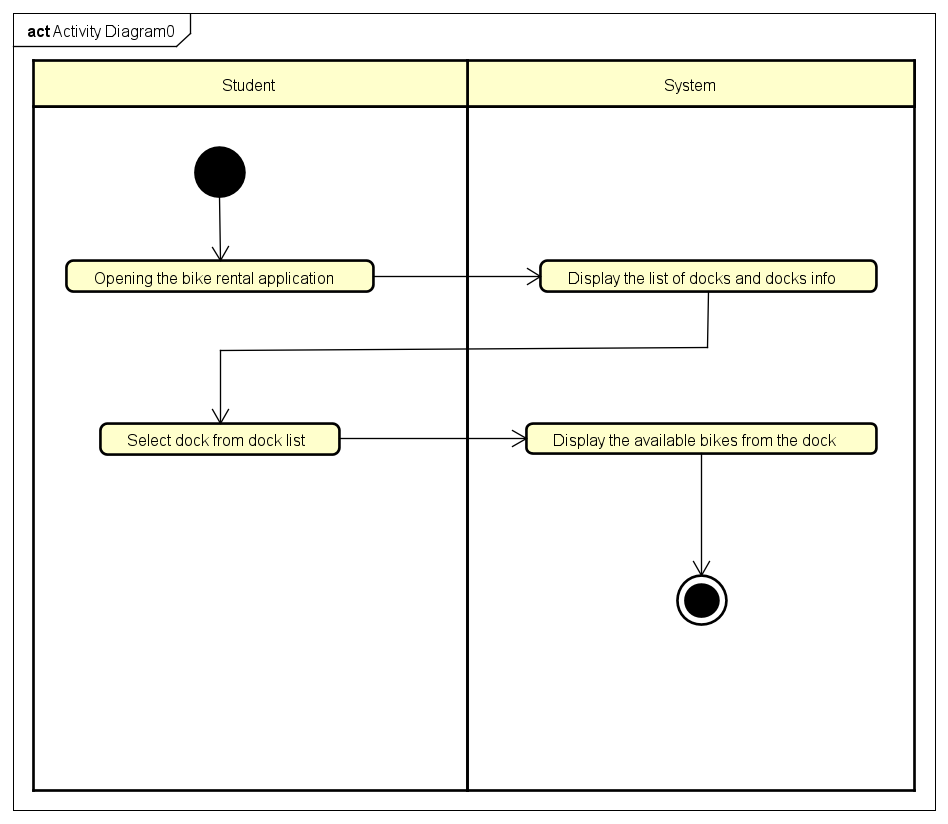 act Activity Diagram0
Student
System
Opening the bike rental application
Display the list of docks and docks info
Select dock from dock list
Display the available bikes from the dock